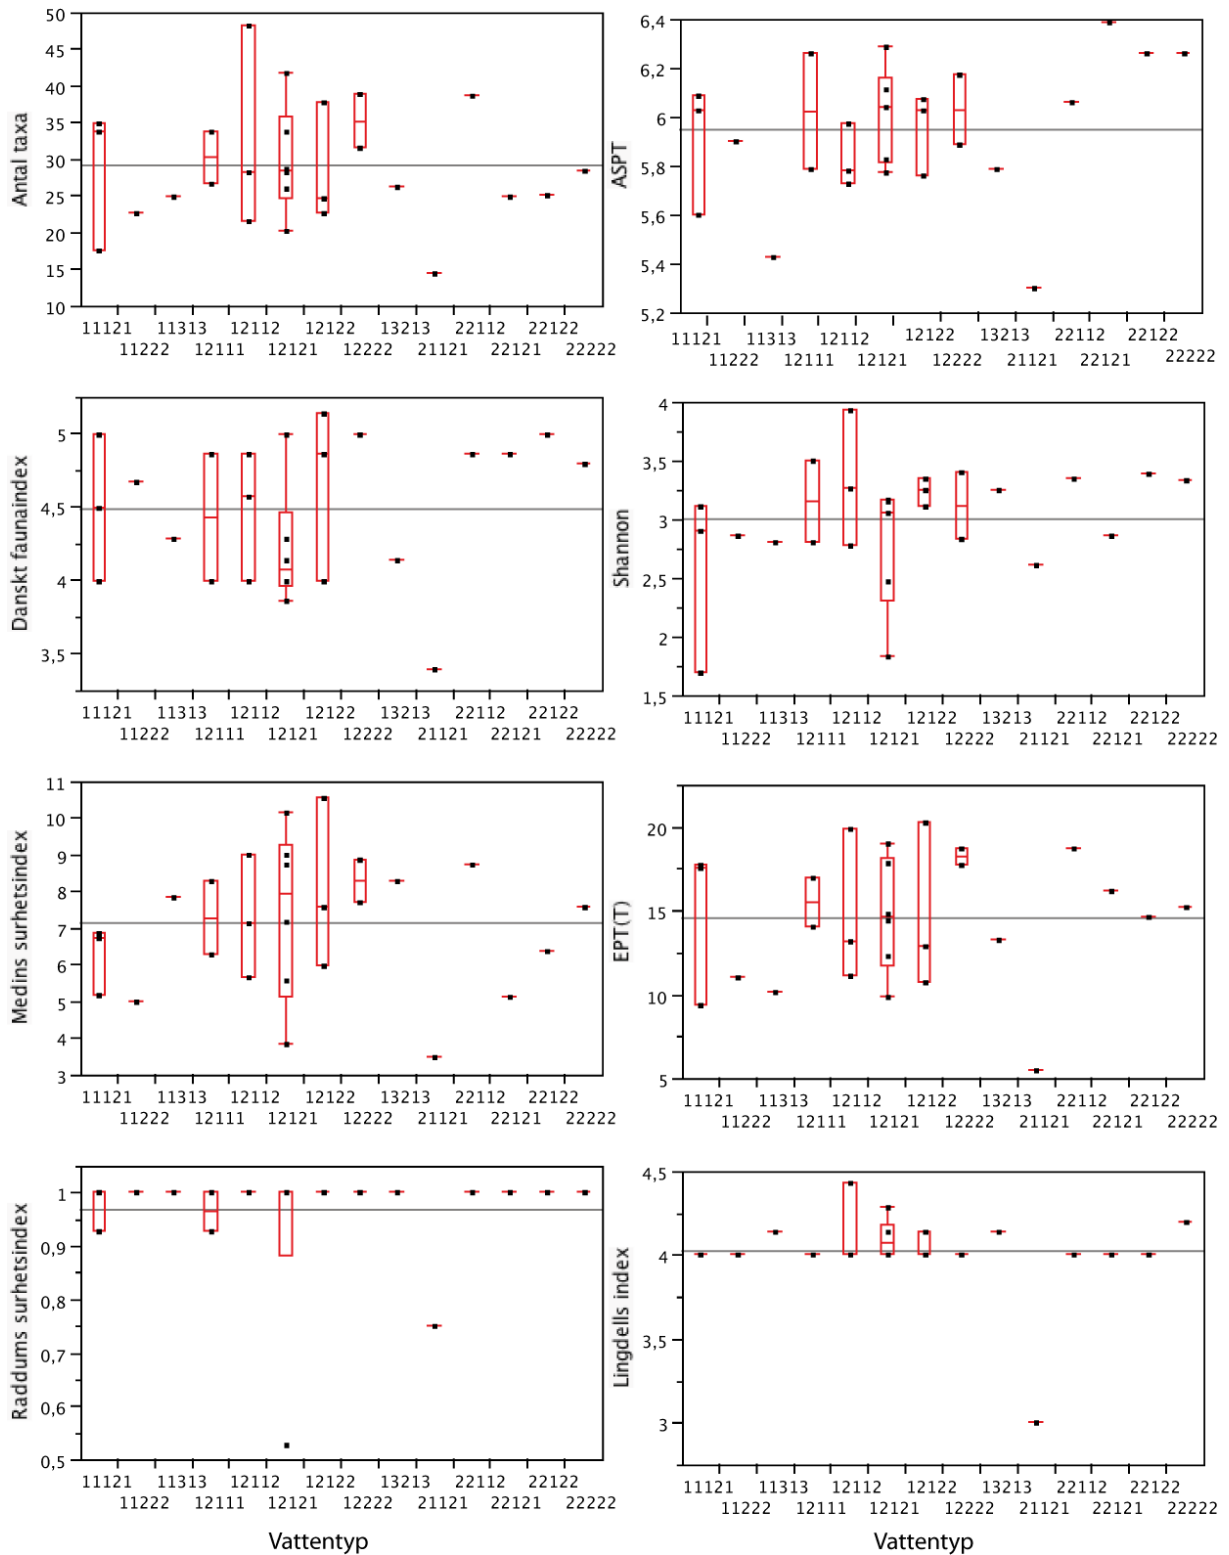 Antal taxa
50
45
40
35
30
25
20
15
10
11121 11313 12112 12122 13213 22112 22122
11222 12111 12121 12222 21121 22121 22222
ASPT
6,4
6,2
6
5,8
5,6
5,4
5,2
11121 11313 12112 12122 13213 22112 22122
11222 12111 12121 12222 21121 22121 22222
Danskt faunaindex
5
4,5
4
3,5
11121 11313 12112 12122 13213 22112 22122
11222 12111 12121 12222 21121 22121 22222
Shannon
4
3,5
3
2,5
2
1,5
11121 11313 12112 12122 13213 22112 22122
11222 12111 12121 12222 21121 22121 22222
Medins surhetsindex
11
10
9
8
7
6
5
4
3
11121 11313 12112 12122 13213 22112 22122
11222 12111 12121 12222 21121 22121 22222
EPT(T)
20
15
10
5
11121 11313 12112 12122 13213 22112 22122
11222 12111 12121 12222 21121 22121 22222
Raddums surhetsindex
1
0,9
0,8
0,7
0,6
0,5
11121 11313 12112 12122 13213 22112 22122
11222 12111 12121 12222 21121 22121 22222
Vattentyp
Lingdells index
4,5
4
3,5
3
11121 11313 12112 12122 13213 22112 22122
11222 12111 12121 12222 21121 22121 22222
Vattentyp